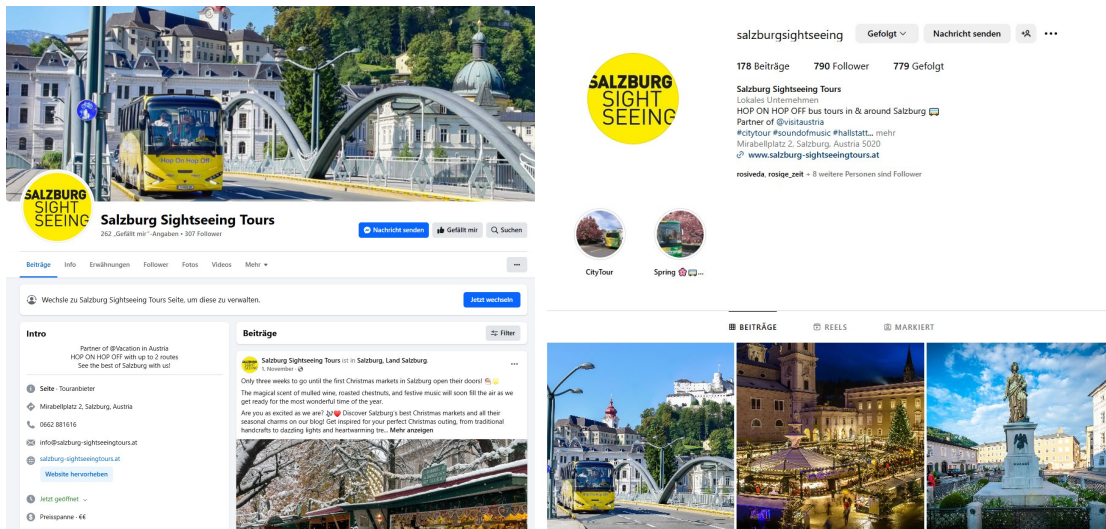 Hop On Hop Off
SALZBURG
SIGHT
SEEING
Salzburg Sightseeing Tours
262 „Gefällt mir“-Angaben • 307 Follower
Nachricht senden
Gefällt mir
Suchen
Beiträge
Info
Erwähnungen
Follower
Fotos
Videos
Mehr
Wechsle zu Salzburg Sightseeing Tours Seite, um diese zu verwalten.
Jetzt wechseln
Intro
Partner of @Vacation in Austria
HOP ON HOP OFF with up to 2 routes
See the best of Salzburg with us!
Seite · Touranbieter
Mirabellplatz 2, Salzburg, Austria
0662 881616
info@salzburg-sightseeingtours.at
salzburg-sightseeingtours.at
Website hervorheben
Jetzt geöffnet
Preisspanne · €€
Beiträge
Filter
Salzburg Sightseeing Tours ist in Salzburg, Land Salzburg.
1. November ·
Only three weeks to go until the first Christmas markets in Salzburg open their doors!
The magical scent of mulled wine, roasted chestnuts, and festive music will soon fill the air as we
get ready for the most wonderful time of the year.
Are you as excited as we are? Discover Salzburg's best Christmas markets and all their
seasonal charms on our blog! Get inspired for your perfect Christmas outing, from traditional
handcrafts to dazzling lights and heartwarming tre... Mehr anzeigen
SALZBURG
SIGHT
SEEING
salzburgsightseeing
Gefolgt
Nachricht senden
178 Beiträge
790 Follower
779 Gefolgt
Salzburg Sightseeing Tours
Lokales Unternehmen
HOP ON HOP OFF bus tours in & around Salzburg
Partner of @visitaustria
#citytour #soundofmusic #hallstatt... mehr
Mirabellplatz 2, Salzburg, Austria 5020
www.salzburg-sightseeingtours.at
rosiveda, rosige_zeit + 8 weitere Personen sind Follower
CityTour
Spring ...
BEITRÄGE
REELS
MARKIERT